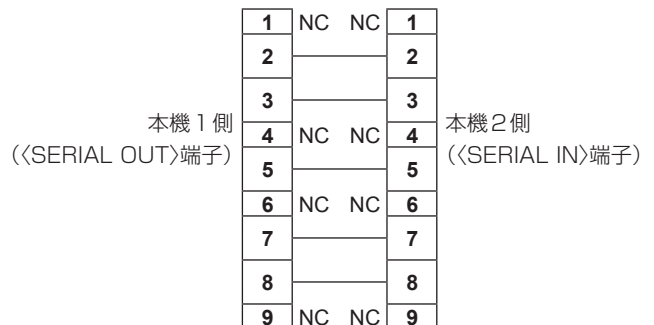 1 NC NC 1
2 2
3 3
本機1側
4 NC NC 4
本機2側
(〈SERIAL OUT〉端子)
(〈SERIAL IN〉端子)
5 5
6 NC NC 6
7 7
8 8
9 NC NC 9